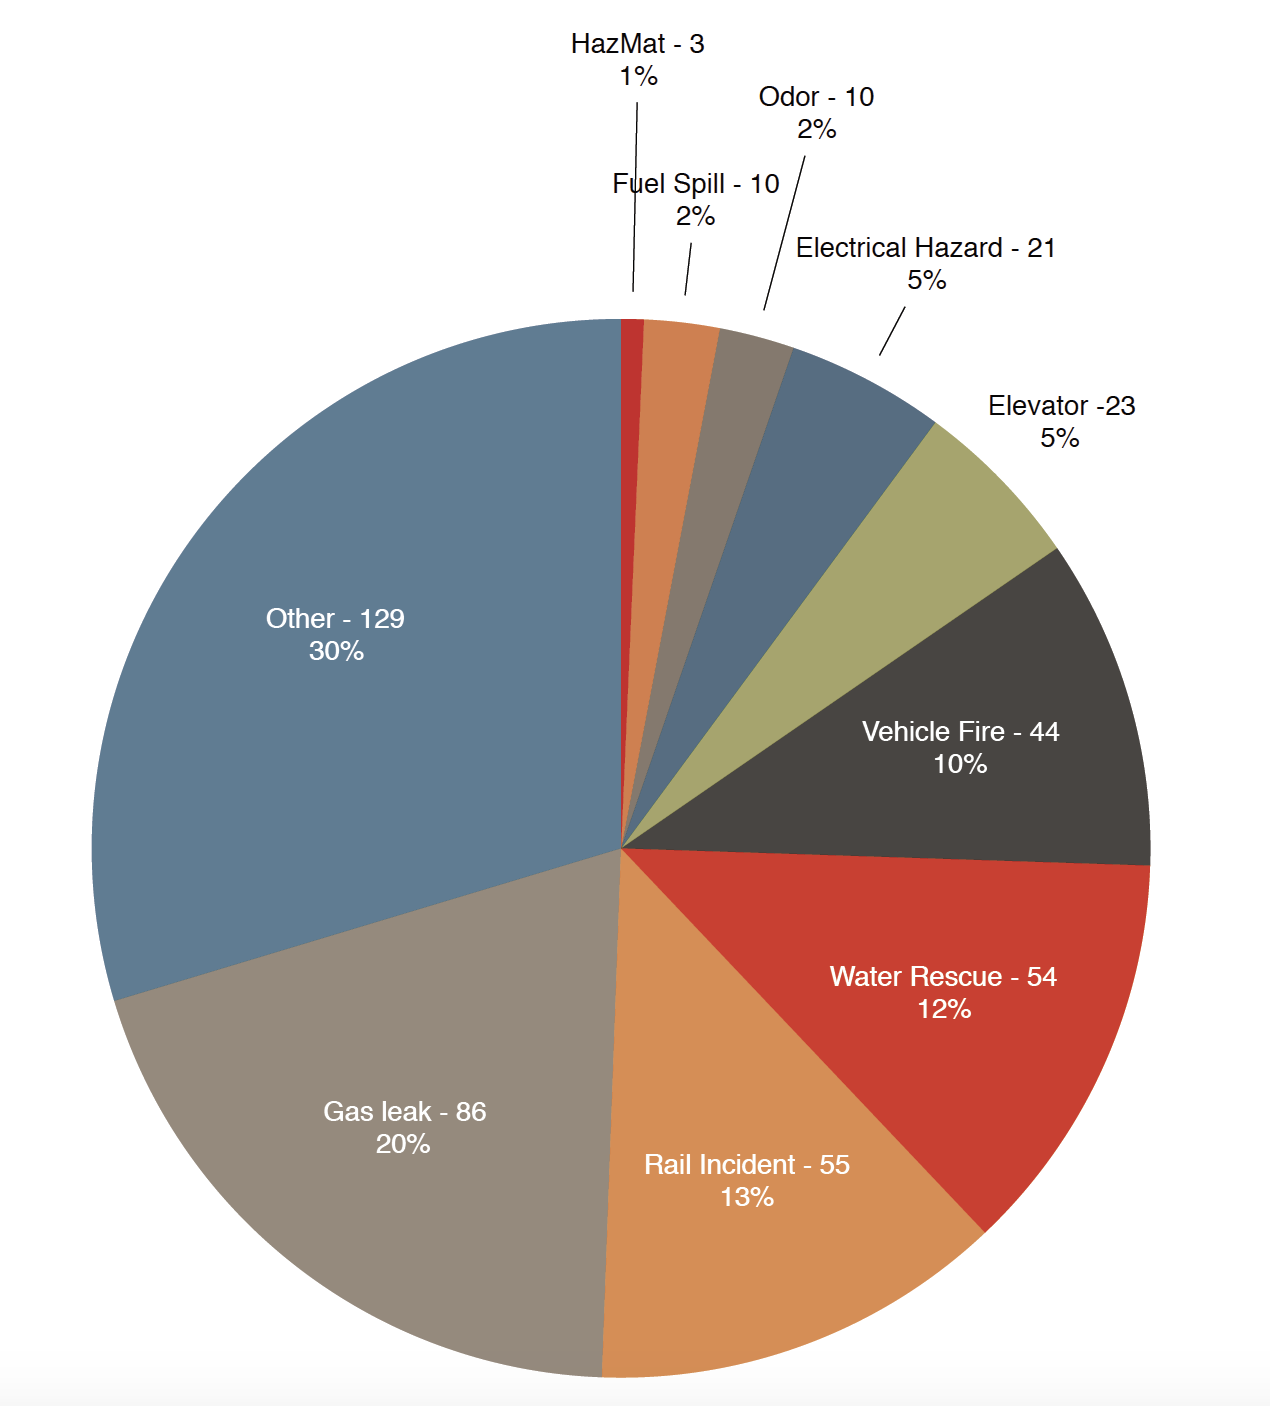 HazMat - 3
1%
Odor - 10
2%
Fuel Spill - 10
2%
Electrical Hazard - 21
5%
Elevator -23
5%
Other - 129
30%
Vehicle Fire - 44
10%
Water Rescue - 54
12%
Gas leak - 86
20%
Rail Incident - 55
13%